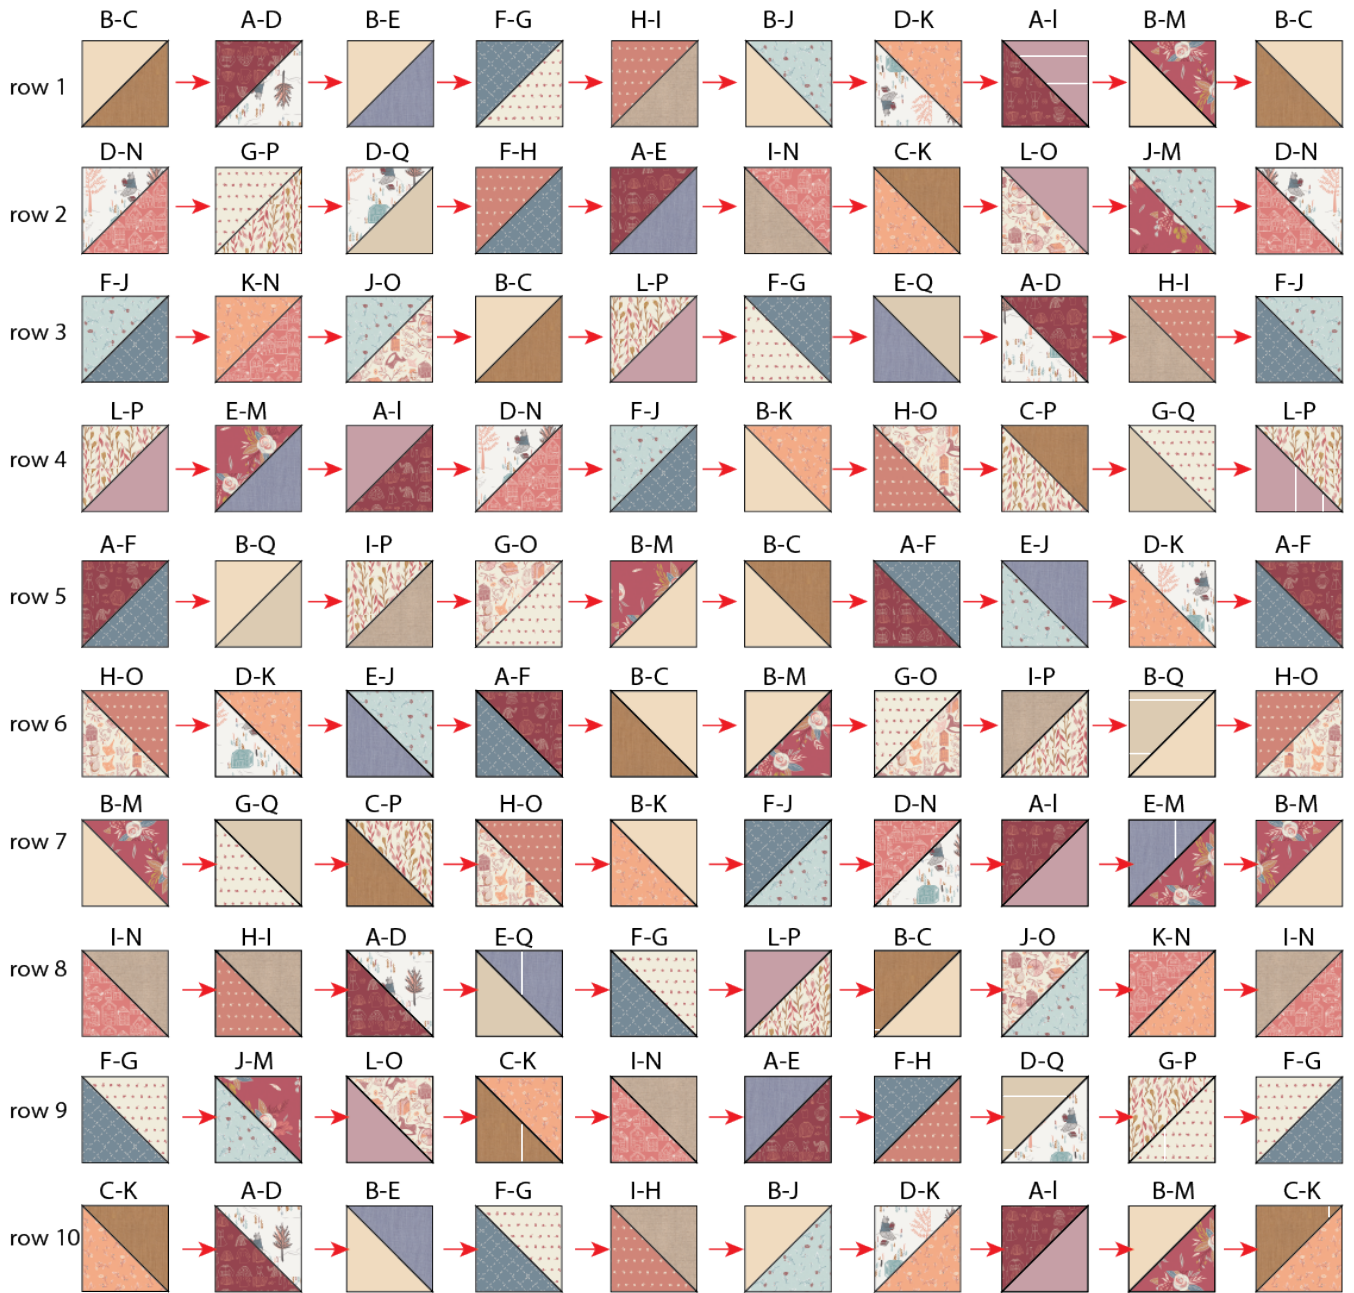 B-C A-D B-E F-G H-I B-J D-K A-l B-M B-C
row 1
D-N G-P D-Q F-H A-E I-N C-K L-O J-M D-N
row 2
F-J K-N J-O B-C L-P F-G E-Q A-D H-I F-J
row 3
L-P E-M A-l D-N F-J B-K H-O C-P G-Q L-P
row 4
A-F B-Q I-P G-O B-M B-C A-F E-J D-K A-F
row 5
H-O D-K E-J A-F B-C B-M G-O I-P B-Q H-O
row 6
B-M G-Q C-P H-O B-K F-J D-N A-l E-M B-M
row 7
I-N H-I A-D E-Q F-G L-P B-C J-O K-N I-N
row 8
F-G J-M L-O C-K I-N A-E F-H D-Q G-P F-G
row 9
C-K A-D B-E F-G I-H B-J D-K A-l B-M C-K
row 10